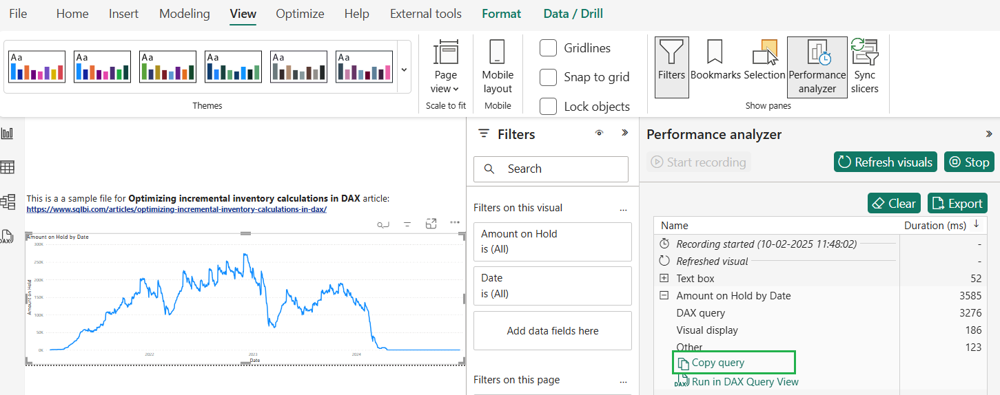 File Home Insert Modeling View Optimize Help External tools Format Data / Drill
Aa Aa Aa Aa Aa Aa
Themes
Page
view
Scale to fit
Mobile
layout
Mobile
Gridlines
Snap to grid
Lock objects
Filters
Bookmarks
Selection
Performance
analyzer
Sync
slicers
Show panes
DAX
This is a a sample file for Optimizing incremental inventory calculations in DAX article:
https://www.sqlbi.com/articles/optimizing-incremental-inventory-calculations-in-dax/
Amount on Hold by Date
300K
250K
200K
150K
100K
50K
0K
Amount on Hold
2022 2023 2024
Date
Filters
Search
Filters on this visual ...
Amount on Hold
is (All)
Date
is (All)
Add data fields here
Filters on this page ...
Performance analyzer
Start recording Refresh visuals Stop
Clear Export
Name Duration (ms)
Recording started (10-02-2025 11:48:02) -
Refreshed visual -
Text box 52
Amount on Hold by Date 3585
DAX query 3276
Visual display 186
Other 123
Copy query
DAX Run in DAX Query View